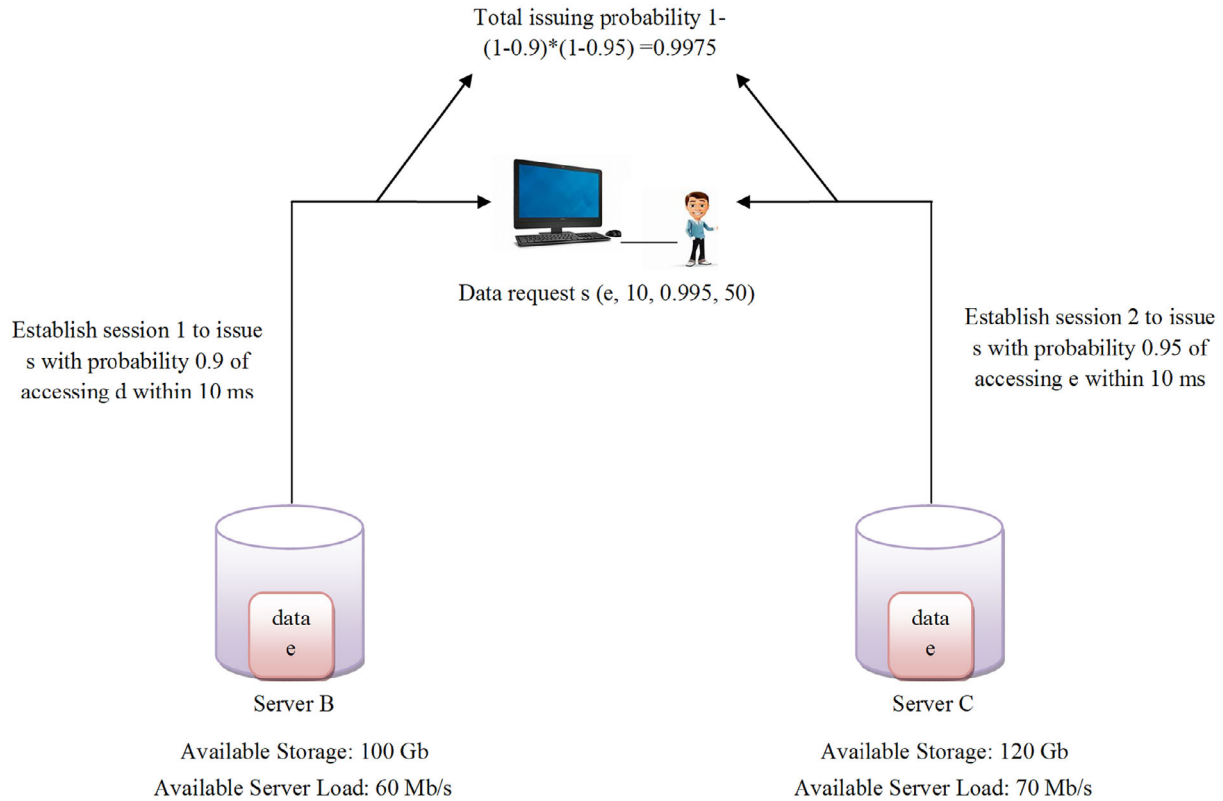 Total issuing probability 1-
(1-0.9)*(1-0.95) =0.9975
Data request s (e, 10, 0.995, 50)
Establish session 1 to issue
s with probability 0.9 of
accessing d within 10 ms
Establish session 2 to issue
s with probability 0.95 of
accessing e within 10 ms
data
e
Server B
Available Storage: 100 Gb
Available Server Load: 60 Mb/s
data
e
Server C
Available Storage: 120 Gb
Available Server Load: 70 Mb/s